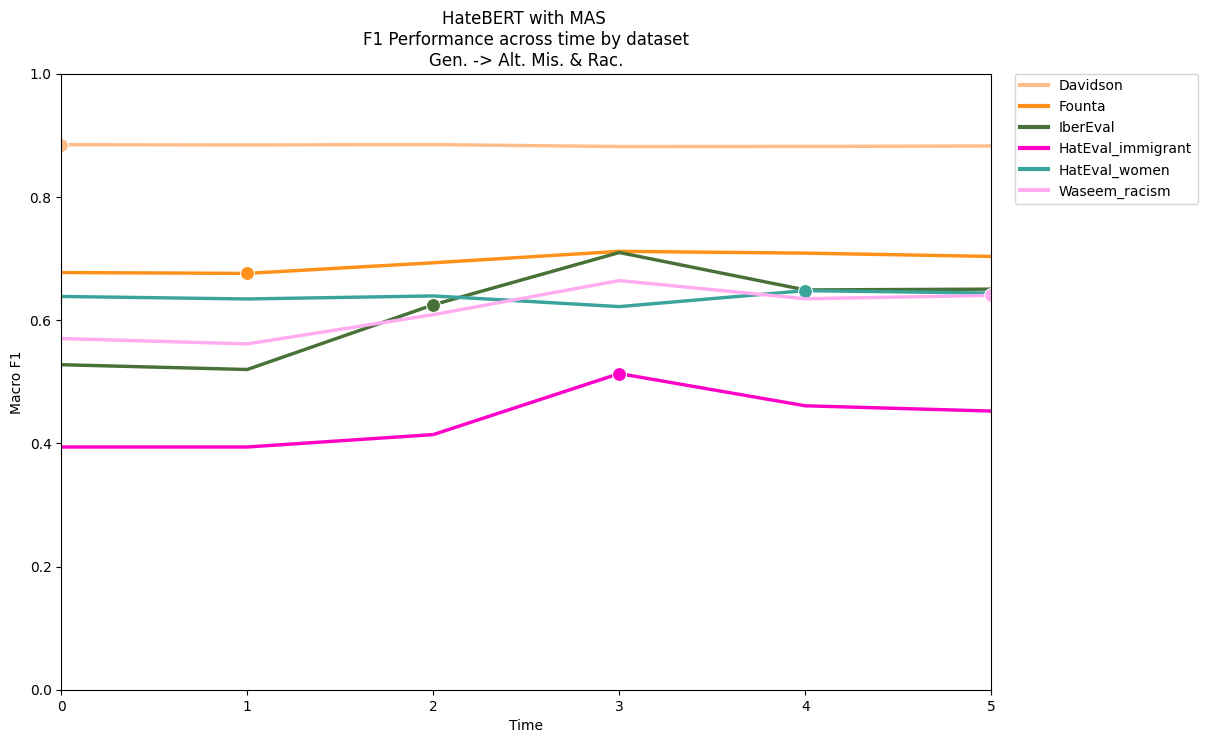 HateBERT with MAS
F1 Performance across time by dataset
Gen. -> Alt. Mis. & Rac.
1.0
0.8
0.6
0.4
0.2
0.0
Macro F1
0
1
2
3
4
5
Time
Davidson
Founta
IberEval
HatEval_immigrant
HatEval_women
Waseem_racism